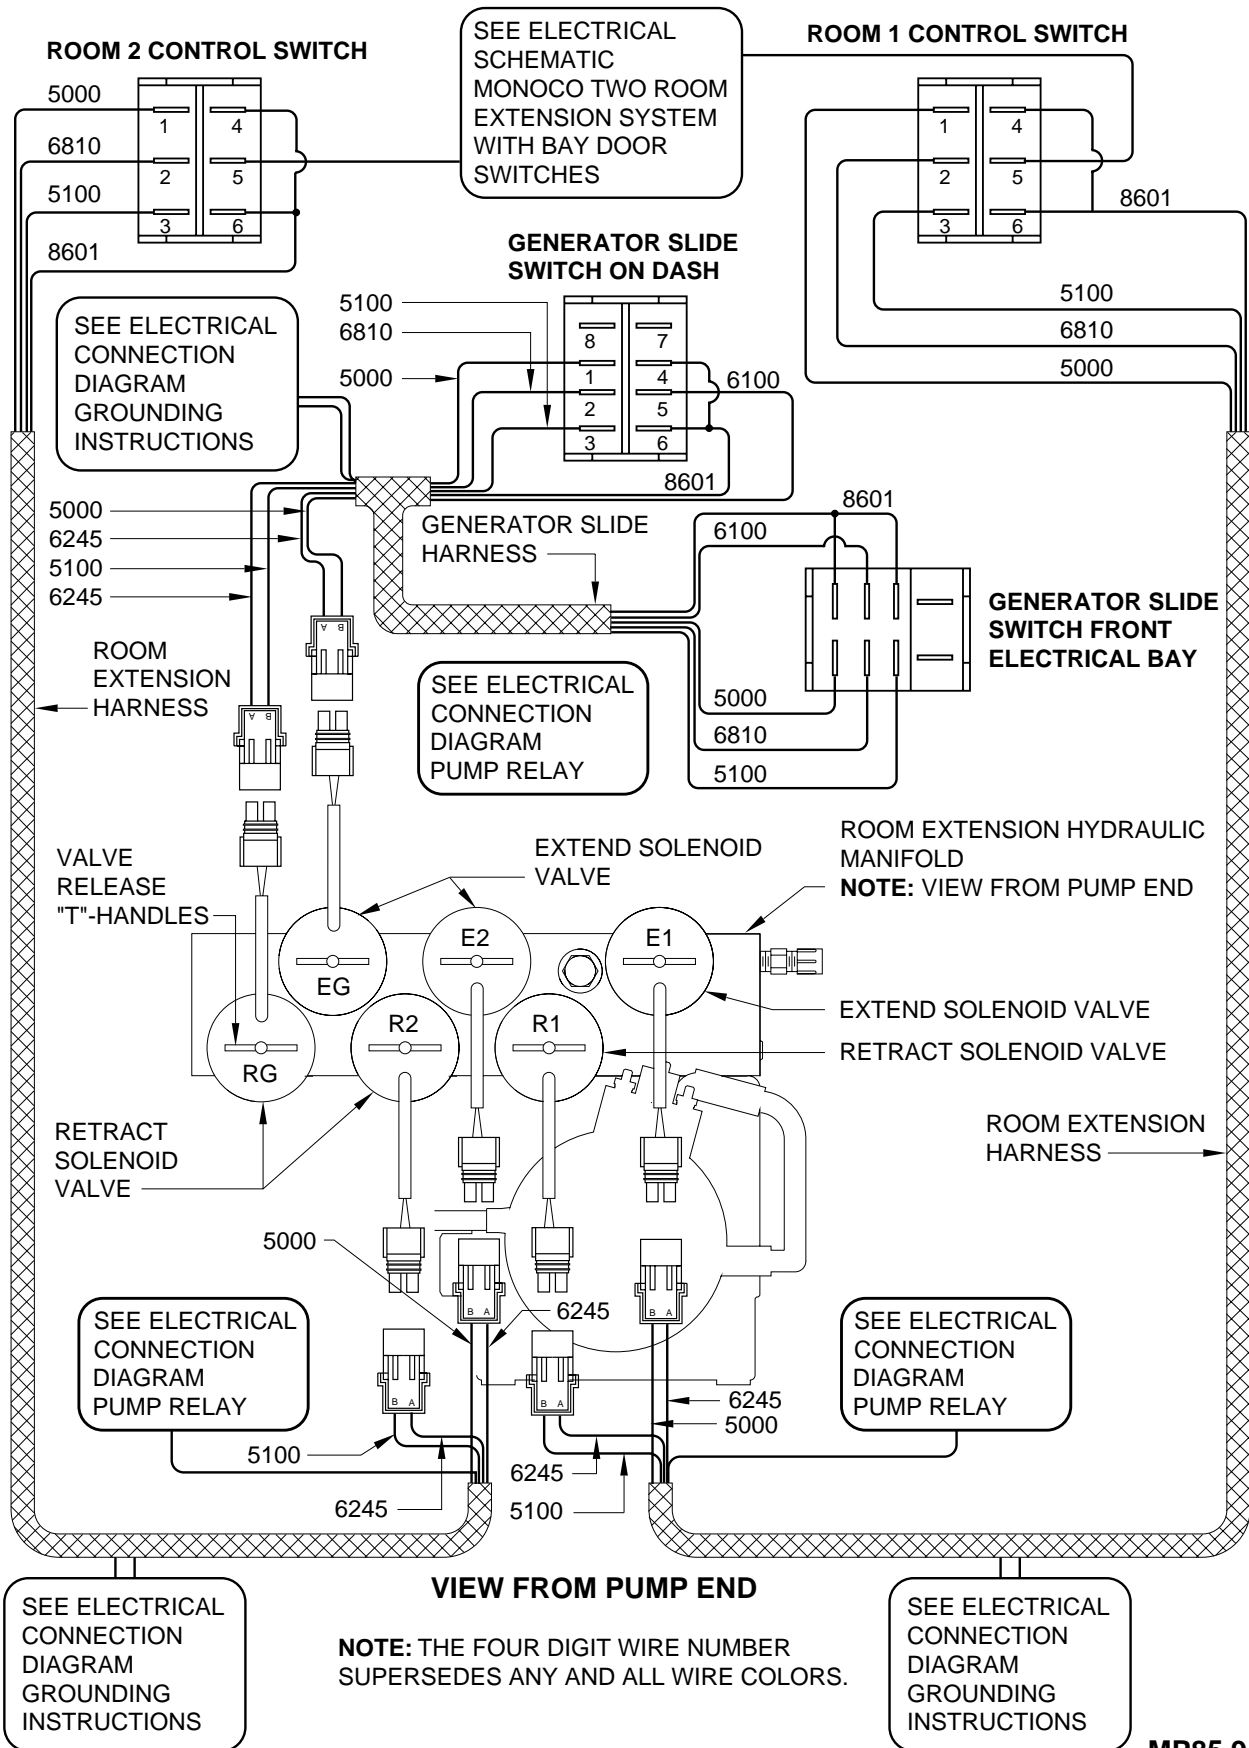 ROOM 2 CONTROL SWITCH
SEE ELECTRICAL
SCHEMATIC
MONOCO TWO ROOM
EXTENSION SYSTEM
WITH BAY DOOR
SWITCHES
ROOM 1 CONTROL SWITCH
5000
6810
5100
8601
1
4
2
5
3
6
1
4
2
5
3
6
8601
5100
6810
5000
GENERATOR SLIDE
SWITCH ON DASH
5100
6810
5000
8
7
1
4
2
5
3
6
6100
8601
SEE ELECTRICAL
CONNECTION
DIAGRAM
GROUNDING
INSTRUCTIONS
5000
6245
5100
6245
GENERATOR SLIDE
HARNESS
8601
6100
GENERATOR SLIDE
SWITCH FRONT
ELECTRICAL BAY
5000
6810
5100
ROOM
EXTENSION
HARNESS
A
B
A
B
SEE ELECTRICAL
CONNECTION
DIAGRAM
PUMP RELAY
VALVE
RELEASE
"T"-HANDLES
EXTEND SOLENOID
VALVE
ROOM EXTENSION HYDRAULIC
MANIFOLD
NOTE: VIEW FROM PUMP END
EG
E2
E1
RG
R2
R1
EXTEND SOLENOID VALVE
RETRACT SOLENOID VALVE
RETRACT
SOLENOID
VALVE
ROOM EXTENSION
HARNESS
5000
6245
B A
B A
B A
B A
SEE ELECTRICAL
CONNECTION
DIAGRAM
PUMP RELAY
SEE ELECTRICAL
CONNECTION
DIAGRAM
PUMP RELAY
6245
5000
5100
6245
6245
5100
SEE ELECTRICAL
CONNECTION
DIAGRAM
GROUNDING
INSTRUCTIONS
VIEW FROM PUMP END
NOTE: THE FOUR DIGIT WIRE NUMBER
SUPERSEDES ANY AND ALL WIRE COLORS.
SEE ELECTRICAL
CONNECTION
DIAGRAM
GROUNDING
INSTRUCTIONS